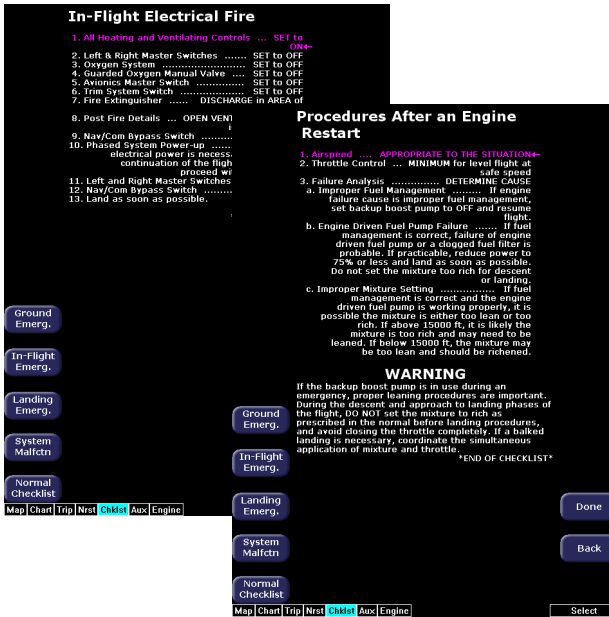 In-Flight Electrical Fire
1. All Heating and Ventilating Controls ... SET to
ON←
2. Left & Right Master Switches ....... SET to OFF
3. Oxygen System .......................... SET to OFF
4. Guarded Oxygen Manual Valve .... SET to OFF
5. Avionics Master Switch ............... SET to OFF
6. Trim System Switch ................... SET to OFF
7. Fire Extinguisher ...... DISCHARGE in AREA of
8. Post Fire Details ... OPEN VENT
9. Nav/Com Bypass Switch ..........
10. Phased System Power-up .......
electrical power is necess
continuation of the flight
proceed wit
11. Left and Right Master Switches
12. Nav/Com Bypass Switch ........
13. Land as soon as possible.
Ground
Emerg.
In-Flight
Emerg.
Landing
Emerg.
System
Malfctn
Normal
Checklist
Map Chart Trip Nrst Chklst Aux Engine
Procedures After an Engine
Restart
1. Airspeed .... APPROPRIATE TO THE SITUATION←
2. Throttle Control ... MINIMUM for level flight at
safe speed
3. Failure Analysis ............... DETERMINE CAUSE
a. Improper Fuel Management ......... If engine
failure cause is improper fuel management,
set backup boost pump to OFF and resume
flight.
b. Engine Driven Fuel Pump Failure ....... If fuel
management is correct, failure of engine
driven fuel pump or a clogged fuel filter is
probable. If practicable, reduce power to
75% or less and land as soon as possible.
Do not set the mixture too rich for descent
or landing.
c. Improper Mixture Setting ................. If fuel
management is correct and the engine
driven fuel pump is working properly, it is
possible the mixture is either too lean or too
rich. If above 15000 ft, it is likely the
mixture is too rich and may need to be
leaned. If below 15000 ft, the mixture may
be too lean and should be richened.
WARNING
If the backup boost pump is in use during an
emergency, proper leaning procedures are important.
During the descent and approach to landing phases of
the flight, DO NOT set the mixture to rich as
prescribed in the normal before landing procedures,
and avoid closing the throttle completely. If a balked
landing is necessary, coordinate the simultaneous
application of mixture and throttle.
*END OF CHECKLIST*
Ground
Emerg.
In-Flight
Emerg.
Landing
Emerg.
System
Malfctn
Normal
Checklist
Done
Back
Map Chart Trip Nrst Chklst Aux Engine
Select